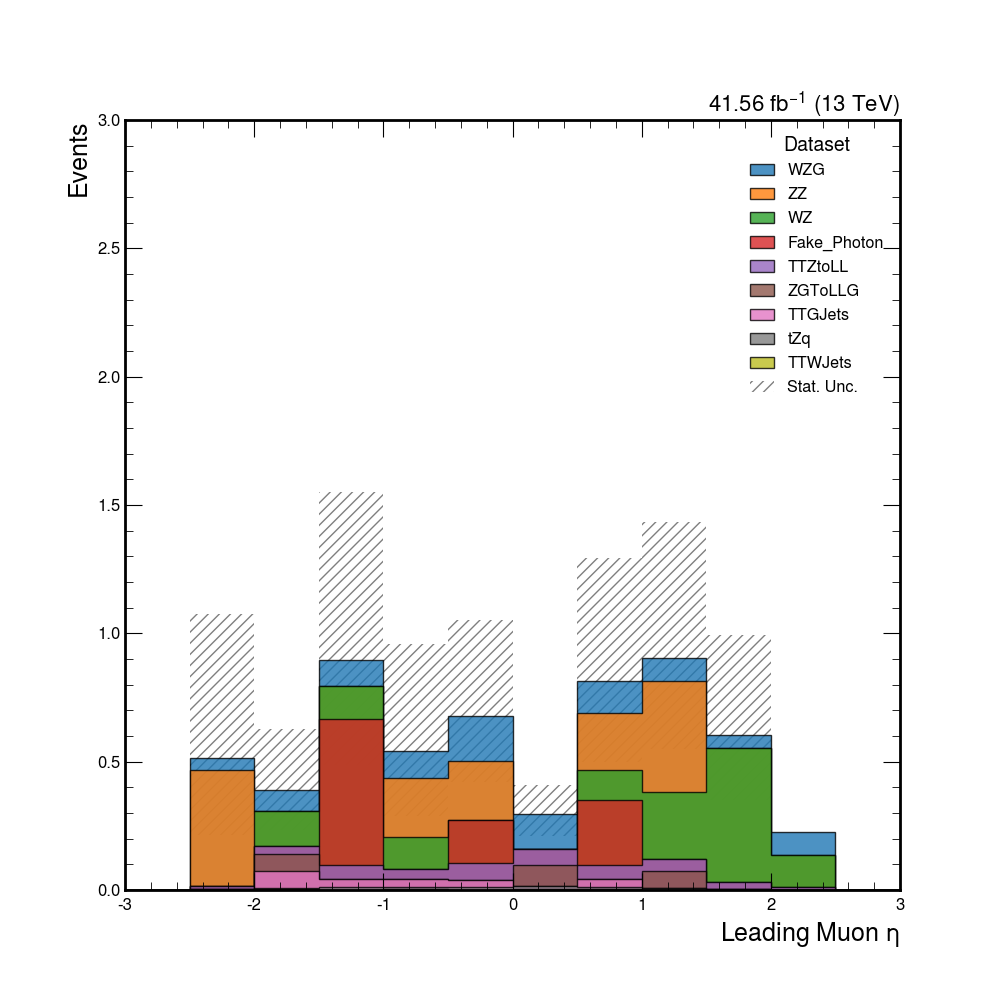 41.56 fb⁻¹ (13 TeV)
Events
3.0
2.5
2.0
1.5
1.0
0.5
0.0
Dataset
WZG
ZZ
WZ
Fake_Photon
TTZtoLL
ZGToLLG
TTGJets
tZq
TTWJets
Stat. Unc.
-3 -2 -1 0 1 2 3
Leading Muon η